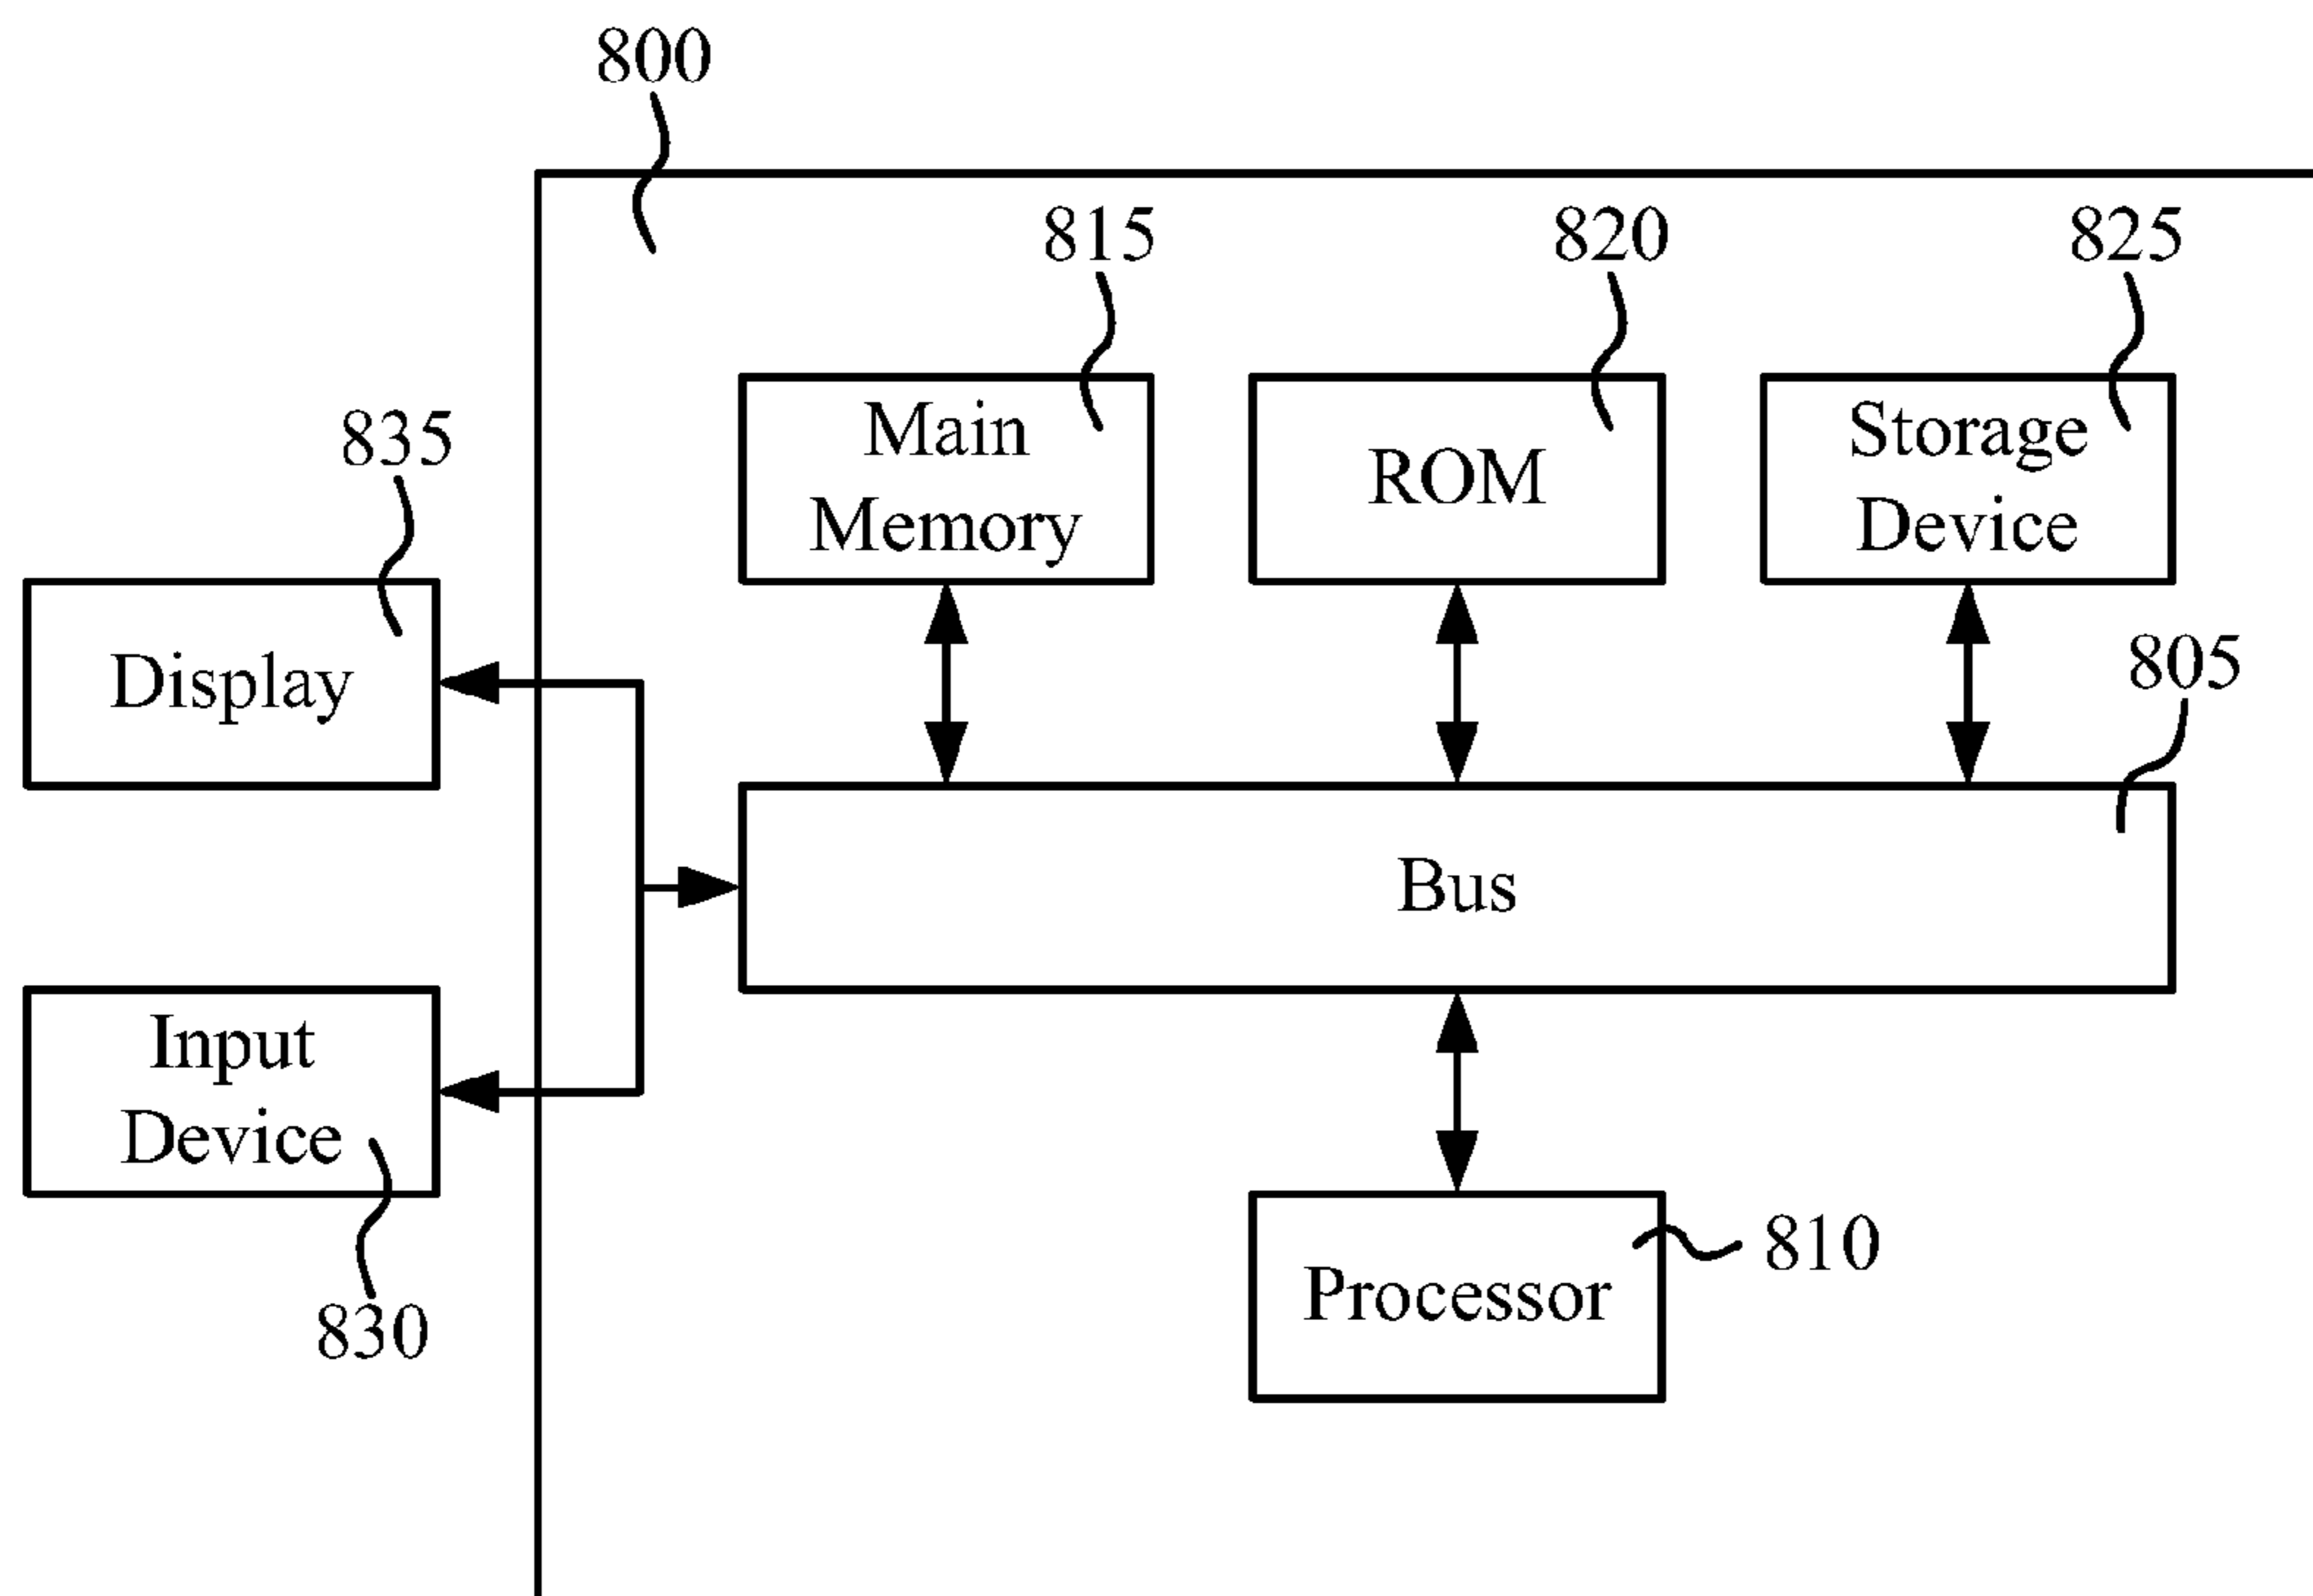 800
815
820
825
Main
Memory
ROM
Storage
Device
835
Display
805
Bus
Input
Device
830
810
Processor